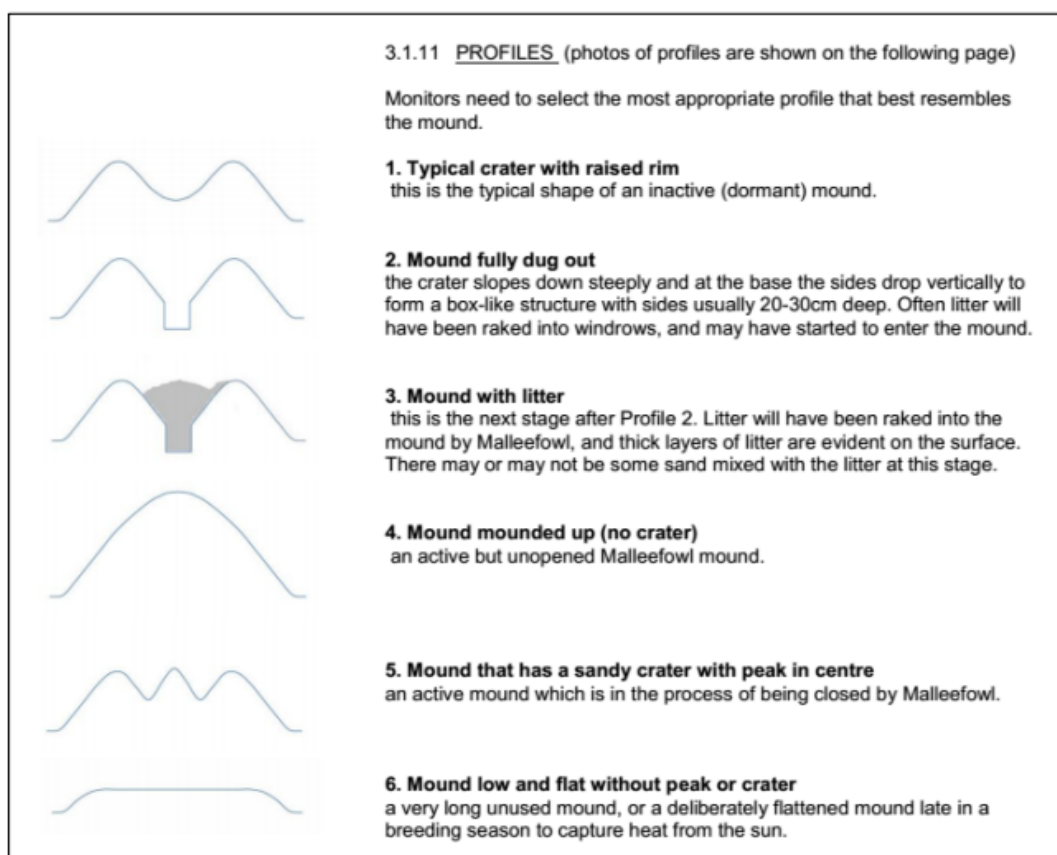 3.1.11 PROFILES (photos of profiles are shown on the following page)
Monitors need to select the most appropriate profile that best resembles
the mound.
1. Typical crater with raised rim
this is the typical shape of an inactive (dormant) mound.
2. Mound fully dug out
the crater slopes down steeply and at the base the sides drop vertically to
form a box-like structure with sides usually 20-30cm deep. Often litter will
have been raked into windrows, and may have started to enter the mound.
3. Mound with litter
this is the next stage after Profile 2. Litter will have been raked into the
mound by Malleefowl, and thick layers of litter are evident on the surface.
There may or may not be some sand mixed with the litter at this stage.
4. Mound mounded up (no crater)
an active but unopened Malleefowl mound.
5. Mound that has a sandy crater with peak in centre
an active mound which is in the process of being closed by Malleefowl.
6. Mound low and flat without peak or crater
a very long unused mound, or a deliberately flattened mound late in a
breeding season to capture heat from the sun.